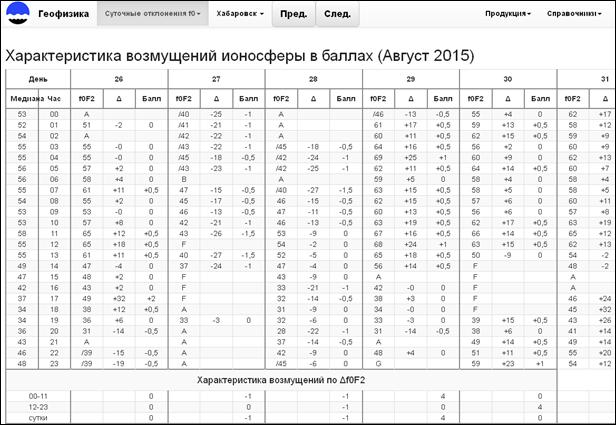 Геофизика Суточные отклонения f0 Хабаровск Пред. След. Продукция Справочники
Характеристика возмущений ионосферы в баллах (Август 2015)
День 26 27 28 29 30 31
Медиана Час f0F2 Δ Балл f0F2 Δ Балл f0F2 Δ Балл f0F2 Δ Балл f0F2 Δ Балл f0F2 Δ
53 00 A /40 -25 -1 A /46 -13 -0,5 55 +4 0 62 +17
52 01 51 -2 0 /41 -21 -1 A 61 +17 +0,5 59 +13 +0,5 58 +12
54 02 A /42 -22 -1 A 60 +11 +0,5 62 +15 +0,5 59 +9
55 03 55 -0 0 /43 -22 -1 /45 -18 -0,5 64 +16 +0,5 56 +2 0 60 +9
55 04 55 -0 0 /45 -18 -0,5 /42 -24 -1 69 +25 +1 60 +9 0 62 +13
56 05 57 +2 0 /43 -23 -1 /42 -25 -1 62 +11 +0,5 64 +14 +0,5 60 +7
56 06 58 +4 0 B A 59 +5 0 58 +4 0 58 +4
55 07 61 +11 +0,5 47 -15 -0,5 /40 -27 -1,5 63 +15 +0,5 58 +5 0 58 +5
54 08 55 +2 0 45 -17 -0,5 46 -15 -0,5 62 +15 +0,5 57 +6 0 60 +11
53 09 53 -0 0 46 -13 -0,5 47 -11 -0,5 60 +13 +0,5 56 +6 0 57 +8
53 10 57 +8 0 42 -21 -1 46 -13 -0,5 63 +19 +0,5 62 +17 +0,5 63 +19
58 11 65 +12 +0,5 43 -26 -1,5 53 -9 0 67 +16 +0,5 66 +14 +0,5 65 +12
55 12 65 +18 +0,5 F 54 -2 0 68 +24 +1 63 +15 +0,5 62 +13
55 13 61 +11 +0,5 40 -27 -1,5 52 -5 0 65 +18 +0,5 50 -9 0 54 -2
49 14 47 -4 0 37 -24 -1 47 -4 0 56 +14 +0,5 F 48 -2
47 15 48 +2 0 F 43 -9 0 A F A
42 16 43 +2 0 F 33 -21 -1 42 -0 0 F A
37 17 49 +32 +2 F 32 -14 -0,5 38 +3 0 F 46 +24
34 18 38 +12 +0,5 A 31 -9 0 34 -0 0 F 45 +32
34 19 36 +6 0 33 -3 0 32 -6 0 33 -3 0 39 +15 +0,5 43 +26
36 20 31 -14 -0,5 A 28 -22 -1 31 -14 -0,5 38 +6 0 41 +14
43 21 A A 37 -14 -0,5 A 49 +14 +0,5 49 +14
46 22 /39 -15 -0,5 A 42 -9 0 48 +4 0 51 +11 +0,5 55 +20
48 23 /39 -19 -0,5 A /45 -6 0 G 59 +23 +1 54 +12
Характеристика возмущений по Δf0F2
00-11 0 -1 -1 4 0
12-23 0 0 -1 0 4
сутки 0 -1 -1 4 0